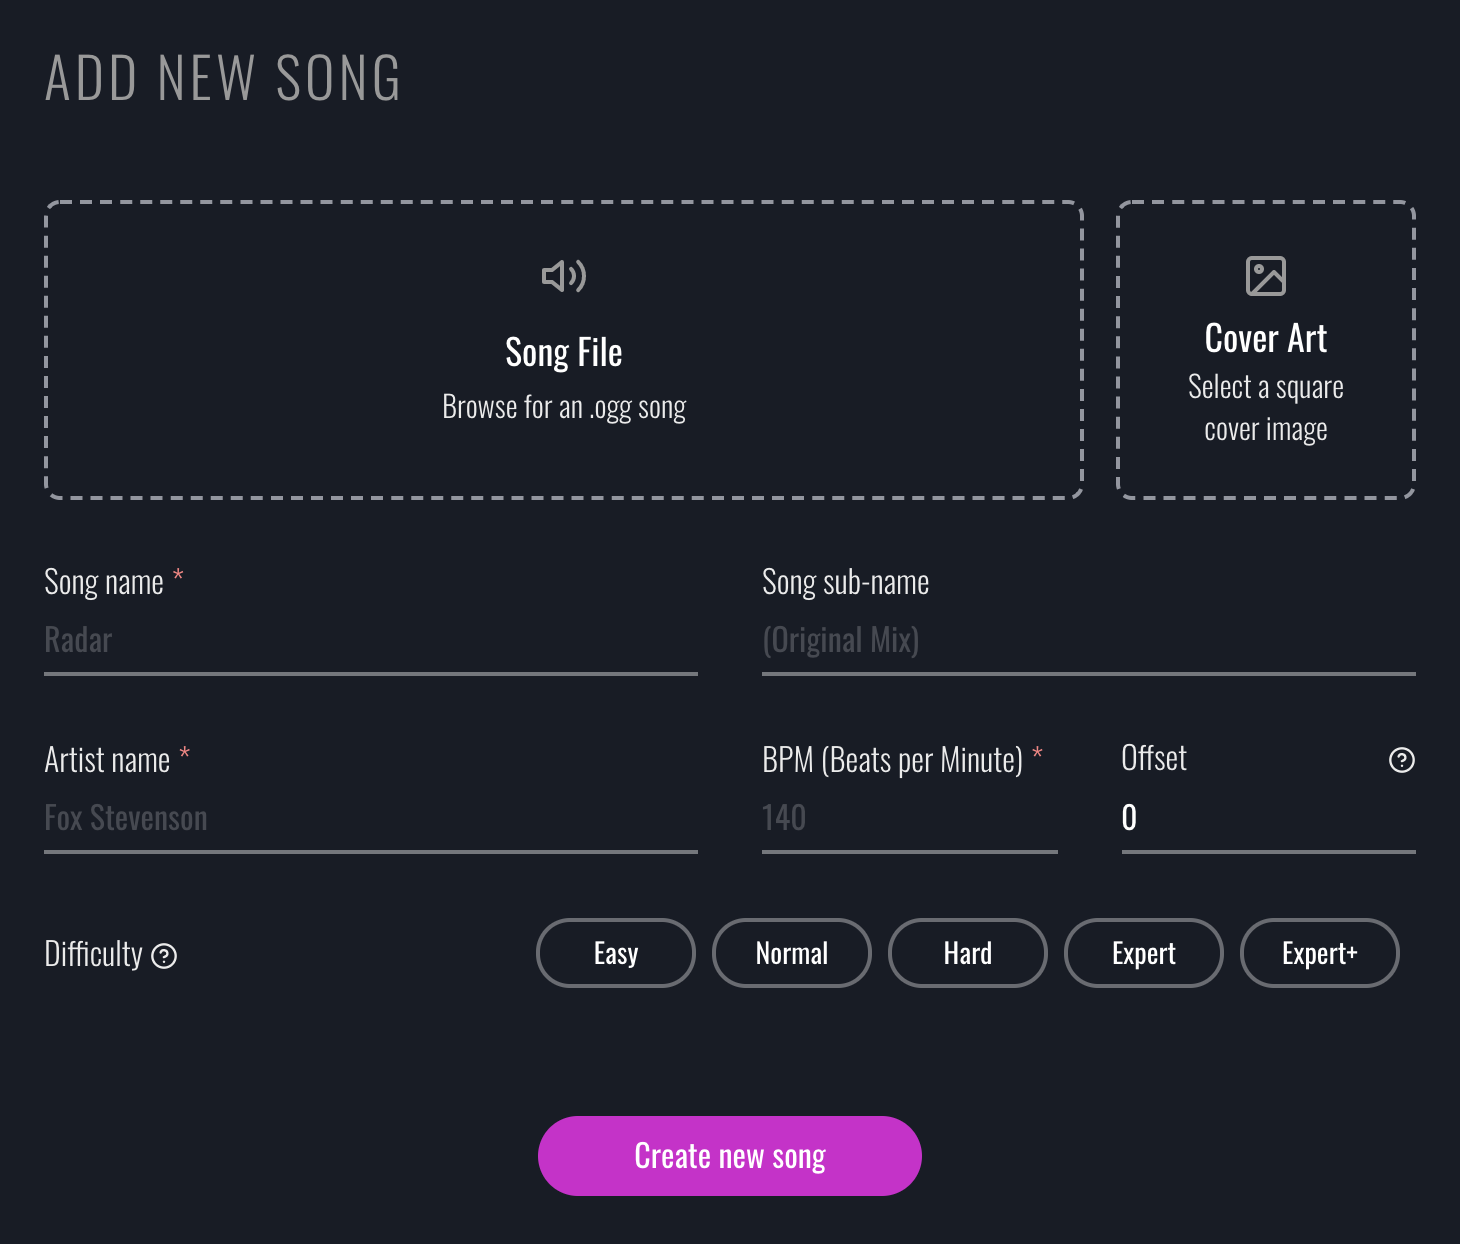 ADD NEW SONG
Song File
Browse for an .ogg song
Cover Art
Select a square
cover image
Song name *
Radar
Song sub-name
(Original Mix)
Artist name *
Fox Stevenson
BPM (Beats per Minute) *
140
Offset ?
0
Difficulty ?
Easy
Normal
Hard
Expert
Expert+
Create new song